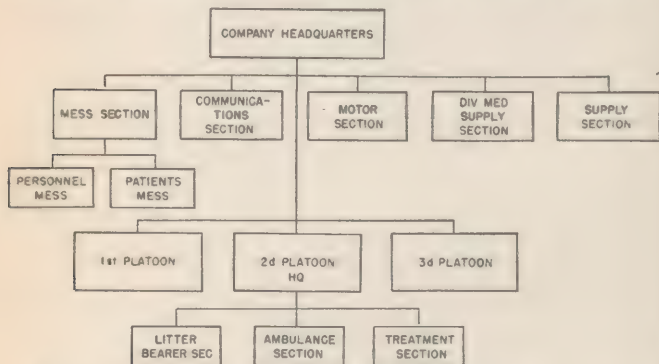 COMPANY HEADQUARTERS
MESS SECTION
COMMUNICA-
TIONS
SECTION
MOTOR
SECTION
DIV MED
SUPPLY
SECTION
SUPPLY
SECTION
PERSONNEL
MESS
PATIENTS
MESS
1st PLATOON
2d PLATOON
HQ
3d PLATOON
LITTER
BEARER SEC
AMBULANCE
SECTION
TREATMENT
SECTION